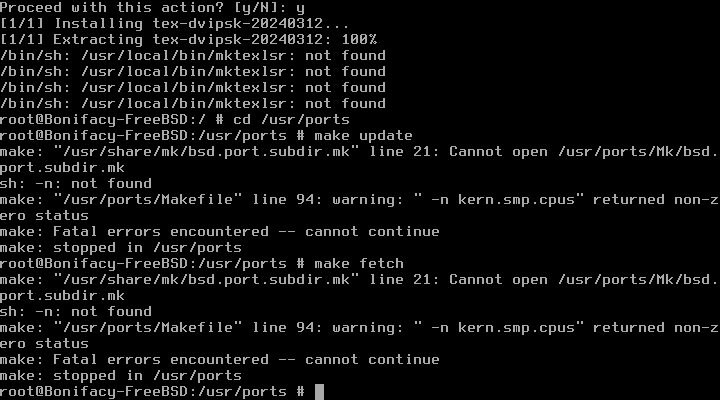 Proceed with this action? [y/N]: y
[1/1] Installing tex-dvipsk-20240312...
[1/1] Extracting tex-dvipsk-20240312: 100%
/bin/sh: /usr/local/bin/mktexlsr: not found
/bin/sh: /usr/local/bin/mktexlsr: not found
/bin/sh: /usr/local/bin/mktexlsr: not found
/bin/sh: /usr/local/bin/mktexlsr: not found
root@Bonifacy-FreeBSD:/ # cd /usr/ports
root@Bonifacy-FreeBSD:/usr/ports # make update
make: "/usr/share/mk/bsd.port.subdir.mk" line 21: Cannot open /usr/ports/Mk/bsd.
port.subdir.mk
sh: -n: not found
make: "/usr/ports/Makefile" line 94: warning: " -n kern.smp.cpus" returned non-z
ero status
make: Fatal errors encountered -- cannot continue
make: stopped in /usr/ports
root@Bonifacy-FreeBSD:/usr/ports # make fetch
make: "/usr/share/mk/bsd.port.subdir.mk" line 21: Cannot open /usr/ports/Mk/bsd.
port.subdir.mk
sh: -n: not found
make: "/usr/ports/Makefile" line 94: warning: " -n kern.smp.cpus" returned non-z
ero status
make: Fatal errors encountered -- cannot continue
make: stopped in /usr/ports
root@Bonifacy-FreeBSD:/usr/ports #